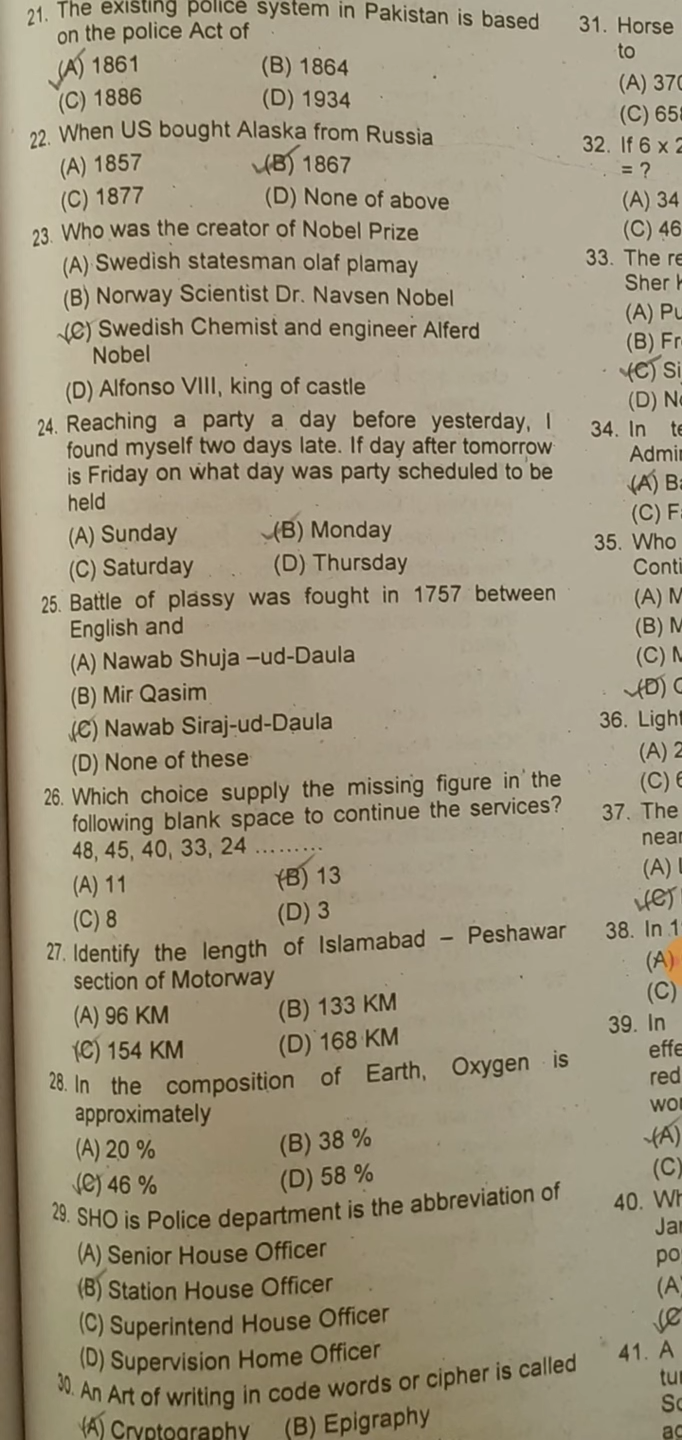 21. The existing police system in Pakistan is based
on the police Act of
(A) 1861 (B) 1864
(C) 1886 (D) 1934
22. When US bought Alaska from Russia
(A) 1857 (B) 1867
(C) 1877 (D) None of above
23. Who was the creator of Nobel Prize
(A) Swedish statesman olaf plamay
(B) Norway Scientist Dr. Navsen Nobel
(C) Swedish Chemist and engineer Alferd
Nobel
(D) Alfonso VIII, king of castle
24. Reaching a party a day before yesterday, I
found myself two days late. If day after tomorrow
is Friday on what day was party scheduled to be
held
(A) Sunday (B) Monday
(C) Saturday (D) Thursday
25. Battle of plassy was fought in 1757 between
English and
(A) Nawab Shuja –ud-Daula
(B) Mir Qasim
(C) Nawab Siraj-ud-Daula
(D) None of these
26. Which choice supply the missing figure in the
following blank space to continue the services?
48, 45, 40, 33, 24 .........
(A) 11 (B) 13
(C) 8 (D) 3
27. Identify the length of Islamabad – Peshawar
section of Motorway
(A) 96 KM (B) 133 KM
(C) 154 KM (D) 168 KM
28. In the composition of Earth, Oxygen is
approximately
(A) 20 % (B) 38 %
(C) 46 % (D) 58 %
29. SHO is Police department is the abbreviation of
(A) Senior House Officer
(B) Station House Officer
(C) Superintend House Officer
(D) Supervision Home Officer
30. An Art of writing in code words or cipher is called
(A) Cryptography (B) Epigraphy
31. Horse
to
(A)
(C)
32. If 6 x
= ?
(A) 34
(C) 46
33. The
Sher
(A)
(B)
(C)
(D)
34. In
(A)
(C)
35. Who
(A)
(B)
(C)
(D)
36. Light
(A)
(C)
37. The
(A)
(C)
38. In
(A)
(C)
39. In
(A)
(C)
40.
(A)
41. A